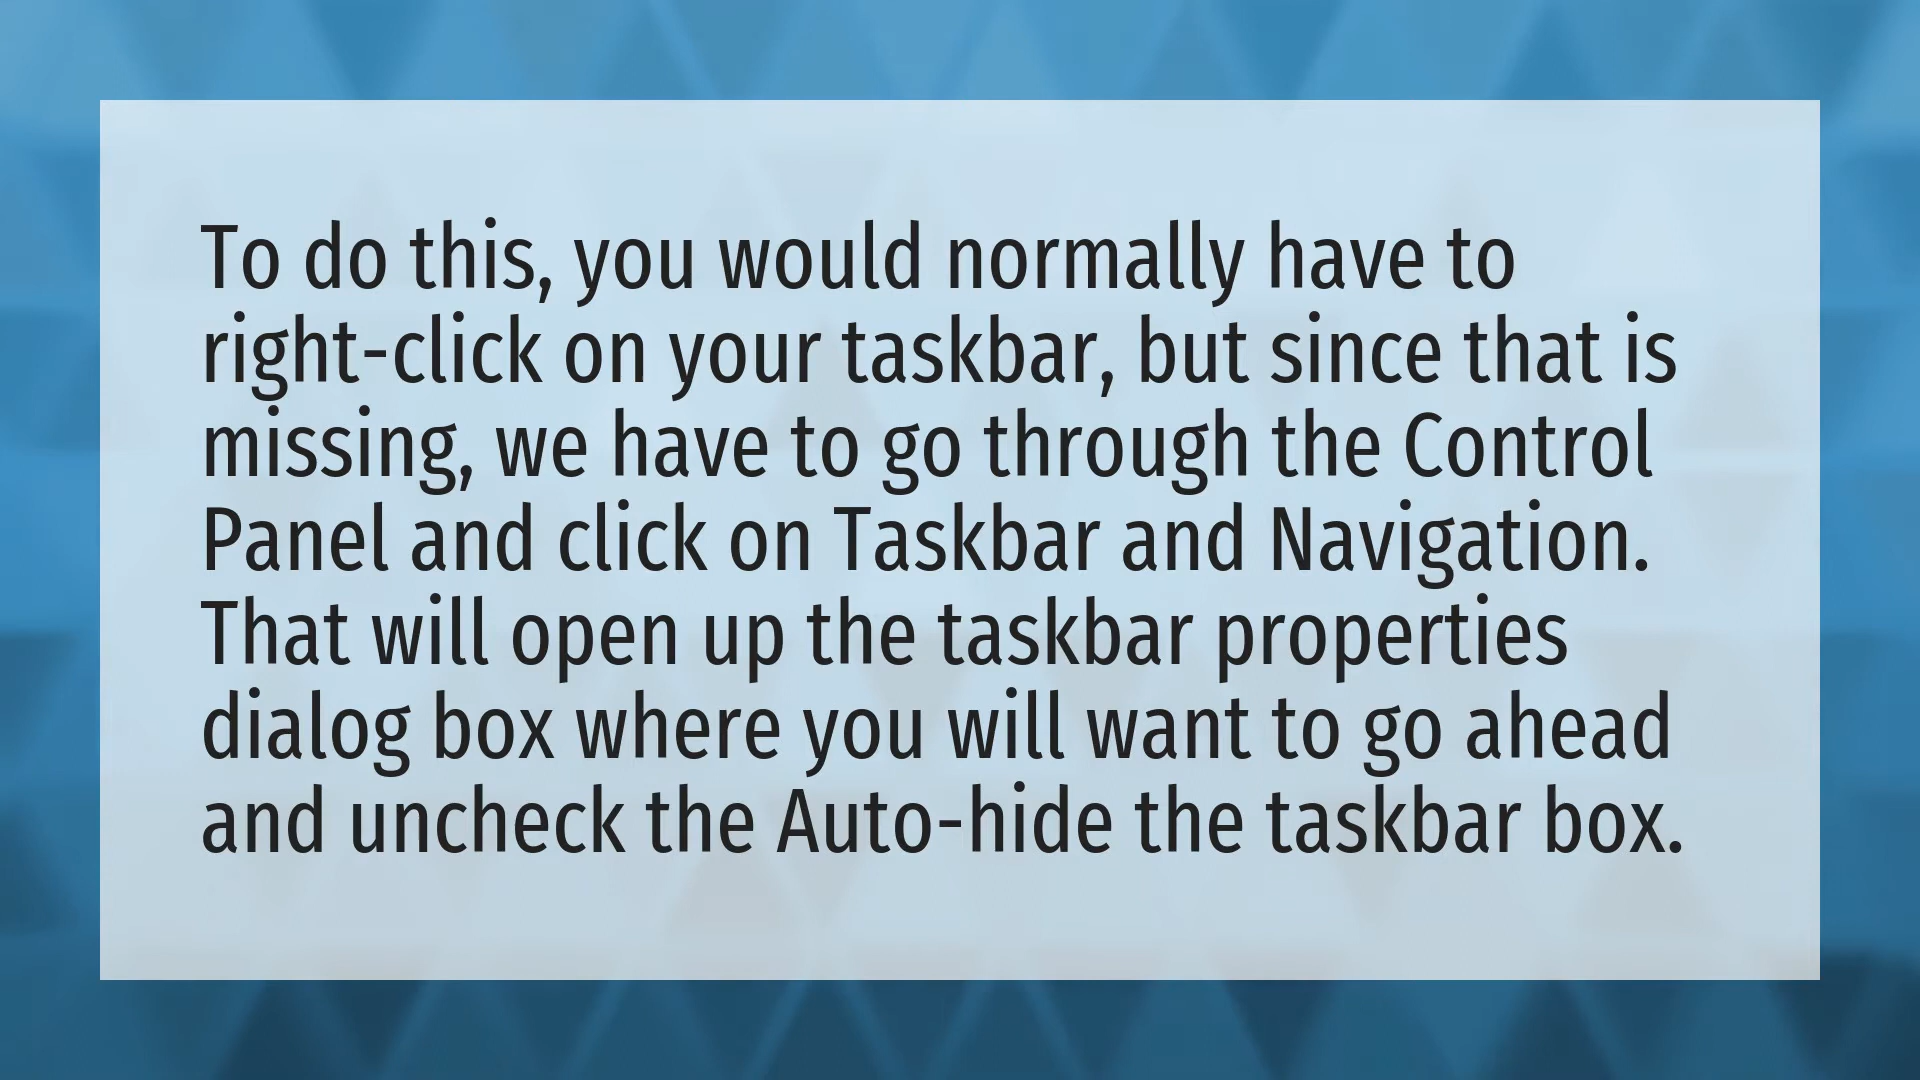 To do this, you would normally have to
right-click on your taskbar, but since that is
missing, we have to go through the Control
Panel and click on Taskbar and Navigation.
That will open up the taskbar properties
dialog box where you will want to go ahead
and uncheck the Auto-hide the taskbar box.